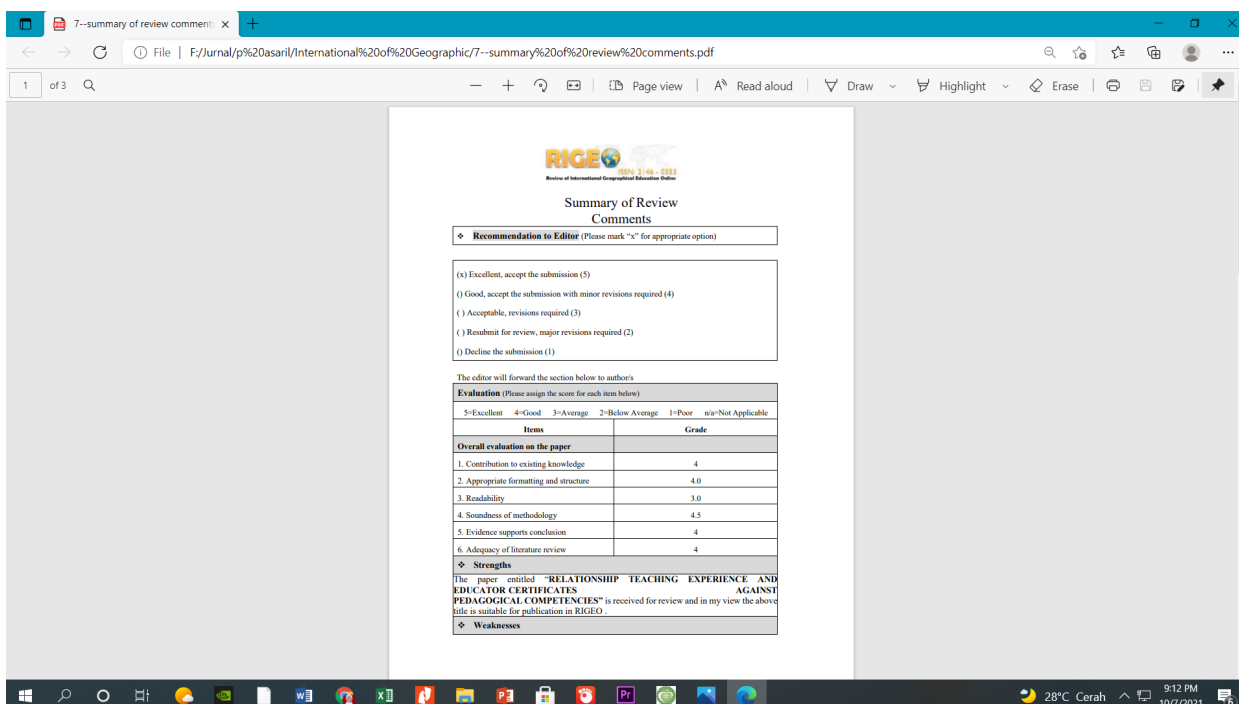 7--summary of review comment
File | F:/Jurnal/p%20asaril/International%20of%20Geographic/7--summary%20of%20review%20comments.pdf
1 of 3 Page view Read aloud Draw Highlight Erase
RIGEO
ISSN: 2146 - 0353
Review of International Geographical Education Online
Summary of Review
Comments
❖ Recommendation to Editor (Please mark “x” for appropriate option)
(x) Excellent, accept the submission (5)
() Good, accept the submission with minor revisions required (4)
( ) Acceptable, revisions required (3)
( ) Resubmit for review, major revisions required (2)
() Decline the submission (1)
The editor will forward the section below to author/s
Evaluation (Please assign the score for each item below)
5=Excellent 4=Good 3=Average 2=Below Average 1=Poor n/a=Not Applicable
Items Grade
Overall evaluation on the paper
1. Contribution to existing knowledge 4
2. Appropriate formatting and structure 4.0
3. Readability 3.0
4. Soundness of methodology 4.5
5. Evidence supports conclusion 4
6. Adequacy of literature review 4
❖ Strengths
The paper entitled “RELATIONSHIP TEACHING EXPERIENCE AND
EDUCATOR CERTIFICATES AGAINST
PEDAGOGICAL COMPETENCIES” is received for review and in my view the above
title is suitable for publication in RIGEO .
❖ Weaknesses
28°C Cerah 9:12 PM
10/7/2021